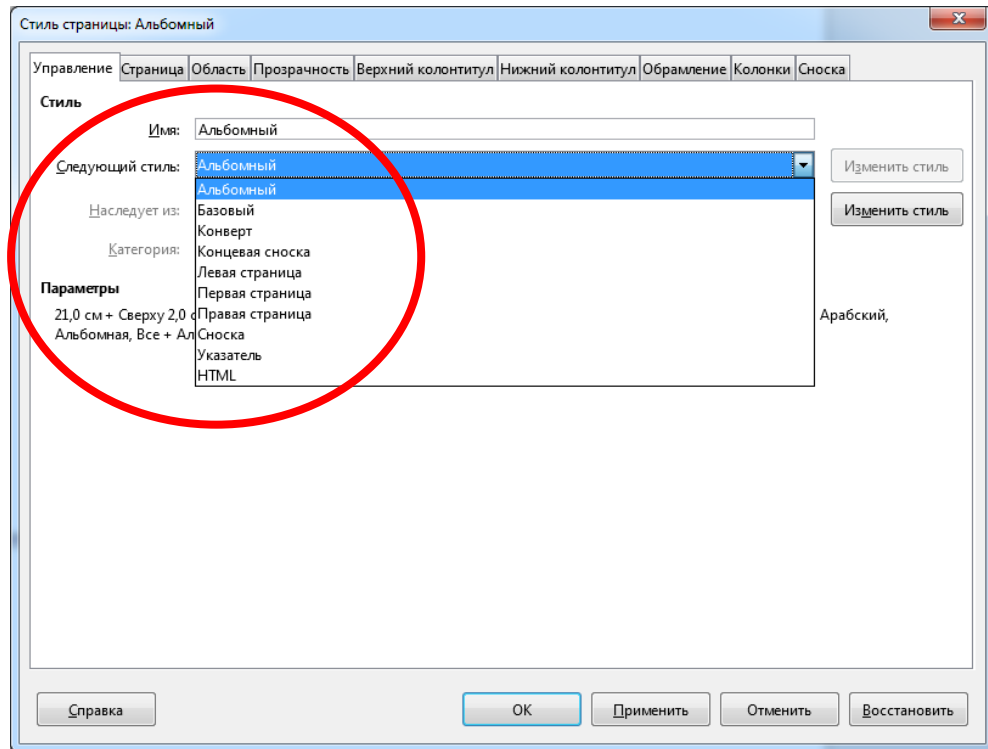 Стиль страницы: Альбомный
Управление Страница Область Прозрачность Верхний колонтитул Нижний колонтитул Обрамление Колонки Сноска
Стиль
Имя: Альбомный
Следующий стиль: Альбомный Изменить стиль
Альбомный
Наследует из: Базовый Изменить стиль
Конверт
Категория: Концевая сноска
Левая страница
Параметры Первая страница
21,0 см + Сверху 2,0 Правая страница Арабский,
Альбомная, Все + Сноска
Указатель
HTML
Справка OK Применить Отменить Восстановить